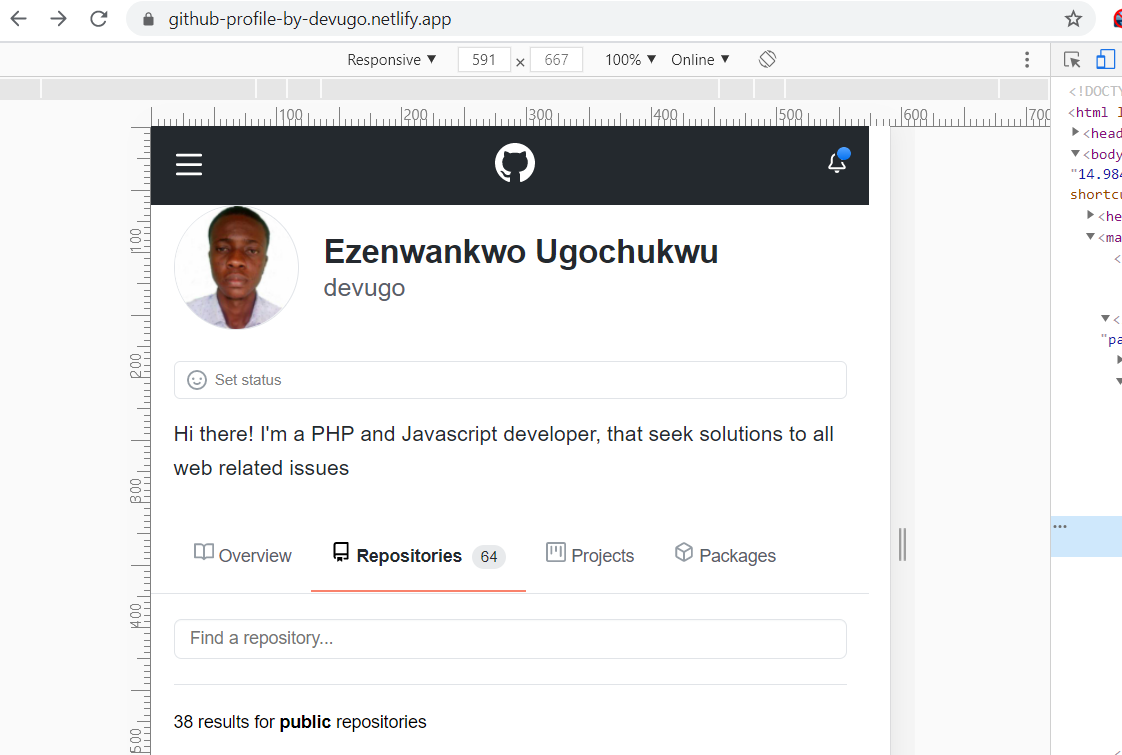 github-profile-by-devugo.netlify.app
Responsive ▼ 591 × 667 100% ▼ Online ▼
100 200 300 400 500 600 700
<!DOCTY
<html l
<head
<body
"14.984
shortcu
<he
<ma
<
<
"pa
100
200
300
400
500
Ezenwankwo Ugochukwu
devugo
Set status
Hi there! I'm a PHP and Javascript developer, that seek solutions to all
web related issues
Overview Repositories 64 Projects Packages
...
Find a repository...
38 results for public repositories